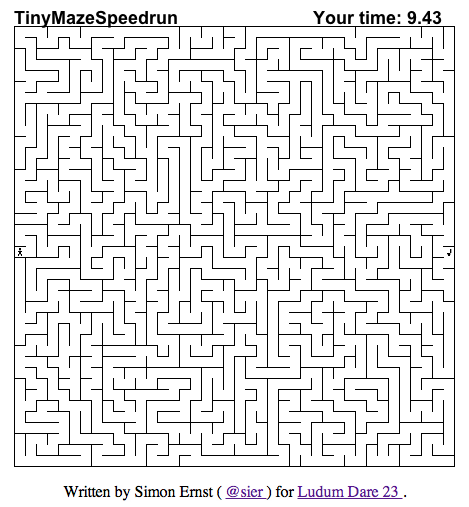 TinyMazeSpeedrun Your time: 9.43
Written by Simon Ernst ( @sier ) for Ludum Dare 23 .